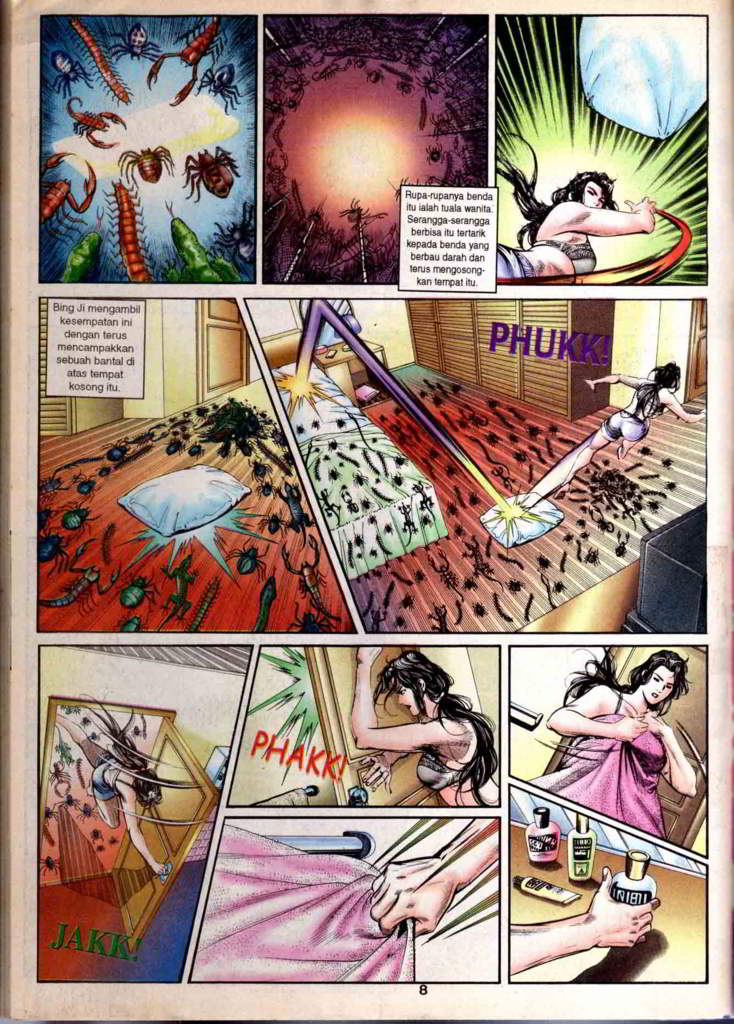 Rupa-rupanya benda
itu ialah tuala wanita.
Serangga-serangga
berbisa itu tertarik
kepada benda yang
berbau darah dan
terus mengosong-
kan tempat itu.
Bing Ji mengambil
kesempatan ini
dengan terus
mencampakkan
sebuah bantal di
atas tempat
kosong itu.
PHUKK!
JAKK!
PHAKK!
8